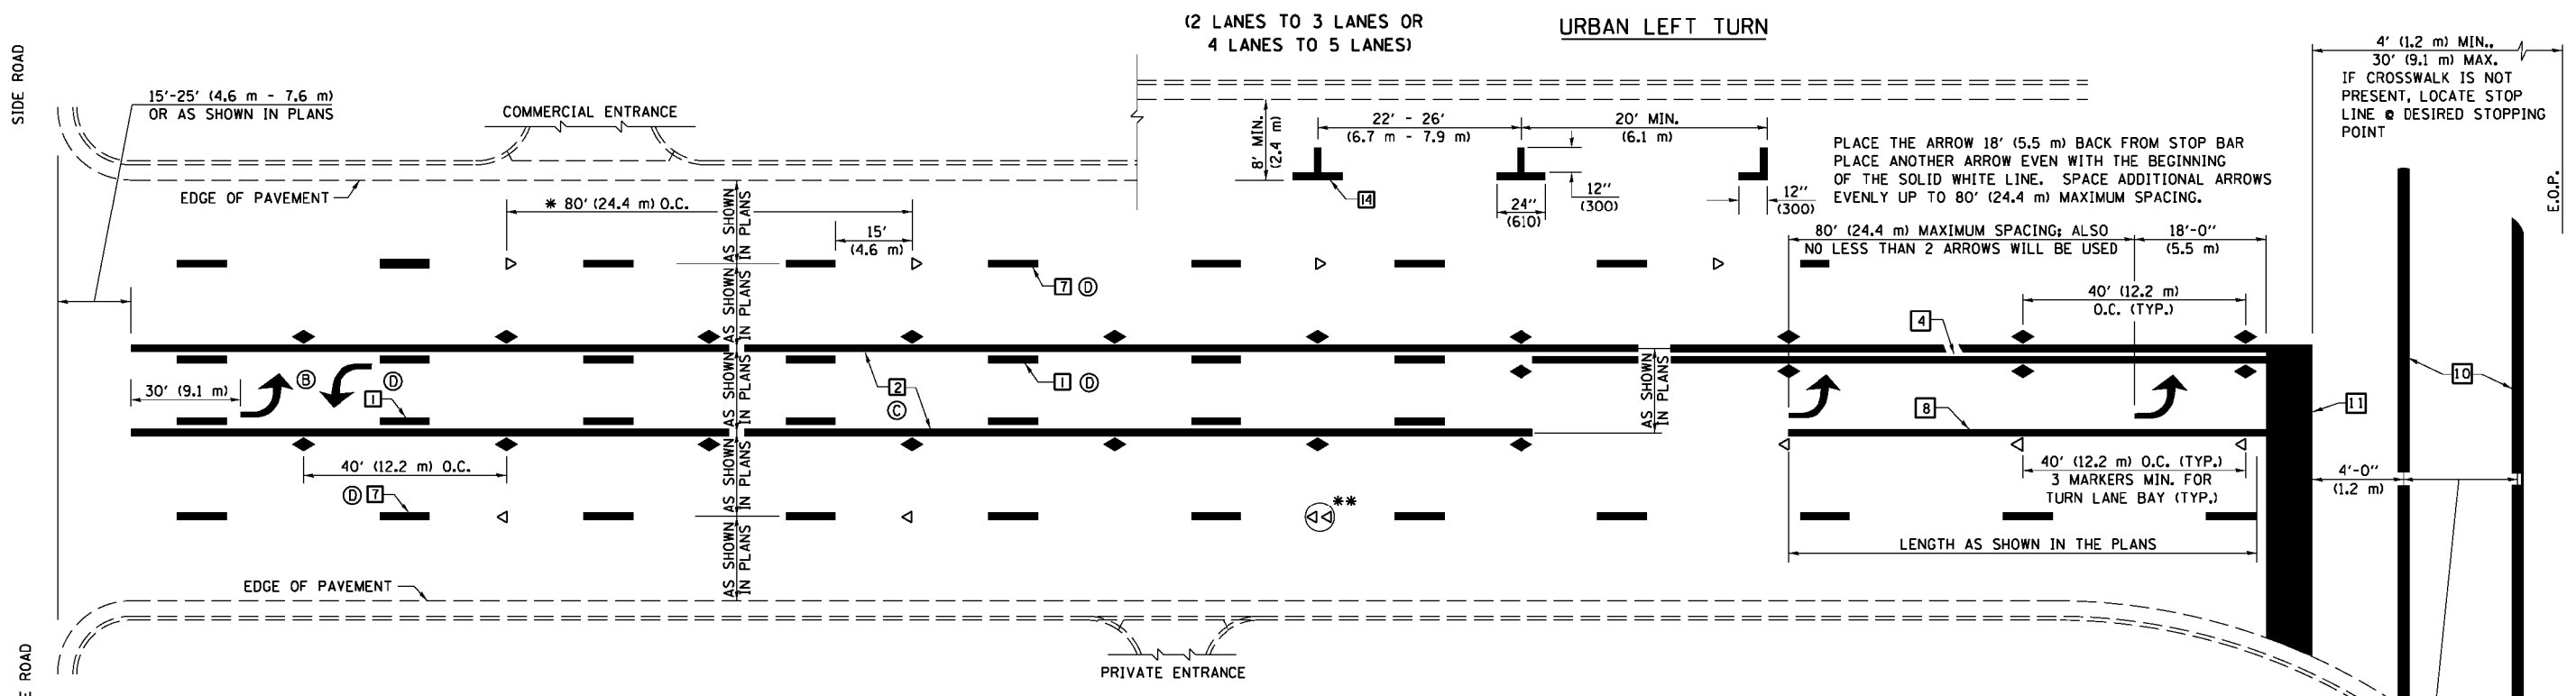 (2 LANES TO 3 LANES OR
4 LANES TO 5 LANES)
URBAN LEFT TURN
SIDE ROAD
15'-25' (4.6 m - 7.6 m)
OR AS SHOWN IN PLANS
COMMERCIAL ENTRANCE
EDGE OF PAVEMENT
* 80' (24.4 m) O.C.
15'
(4.6 m)
8' MIN.
(2.4 m)
22' - 26'
(6.7 m - 7.9 m)
20' MIN.
(6.1 m)
14
24"
(610)
12"
(300)
12"
(300)
PLACE THE ARROW 18' (5.5 m) BACK FROM STOP BAR
PLACE ANOTHER ARROW EVEN WITH THE BEGINNING
OF THE SOLID WHITE LINE. SPACE ADDITIONAL ARROWS
EVENLY UP TO 80' (24.4 m) MAXIMUM SPACING.
4' (1.2 m) MIN.,
30' (9.1 m) MAX.
IF CROSSWALK IS NOT
PRESENT, LOCATE STOP
LINE @ DESIRED STOPPING
POINT
E.O.P.
80' (24.4 m) MAXIMUM SPACING; ALSO
NO LESS THAN 2 ARROWS WILL BE USED
18'-0"
(5.5 m)
7 D
40' (12.2 m)
O.C. (TYP.)
4
AS SHOWN
IN PLANS
AS SHOWN
IN PLANS
AS SHOWN
IN PLANS
AS SHOWN
IN PLANS
AS SHOWN
IN PLANS
30' (9.1 m)
B
D
1
2
C
1 D
AS SHOWN
IN PLANS
8
11
10
40' (12.2 m) O.C.
D 7
**
40' (12.2 m) O.C. (TYP.)
3 MARKERS MIN. FOR
TURN LANE BAY (TYP.)
4'-0"
(1.2 m)
LENGTH AS SHOWN IN THE PLANS
EDGE OF PAVEMENT
PRIVATE ENTRANCE
E ROAD